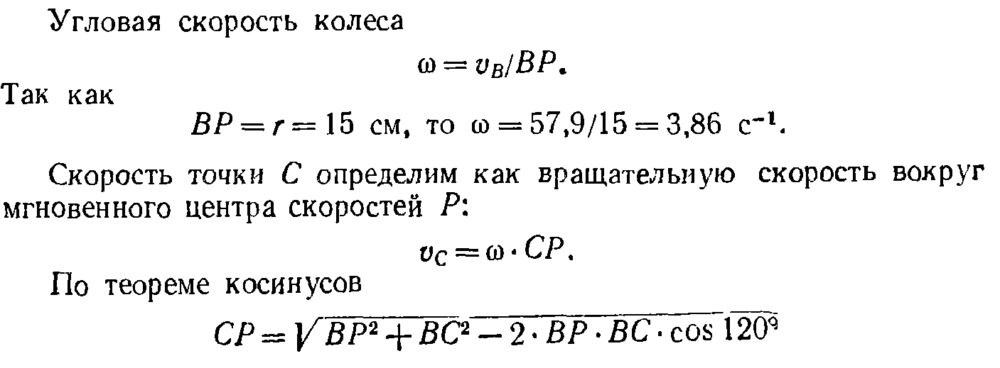 Угловая скорость колеса
ω = v_B/BP.
Так как
BP = r = 15 см, то ω = 57,9/15 = 3,86 с⁻¹.
Скорость точки C определим как вращательную скорость вокруг
мгновенного центра скоростей P:
v_C = ω · CP.
По теореме косинусов
CP = √(BP² + BC² − 2 · BP · BC · cos 120°)